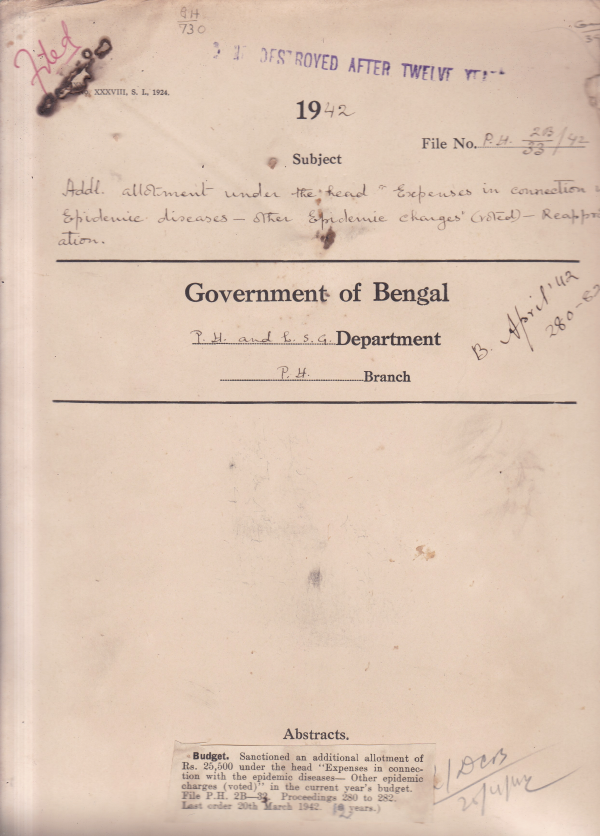 PH
730
Filed
DESTROYED AFTER TWELVE
XXXVIII, S. I., 1924.
1942
File No. P.H. 2B/33/42
Subject
Addl. allotment under the head "Expenses in connection
Epidemic diseases — other Epidemic charges" (voted) — Reappri
ation.
Government of Bengal
P. H. and L. S. G. Department
P. H. Branch
B. April '42
280-82
Abstracts.
Budget. Sanctioned an additional allotment of
Rs. 25,500 under the head "Expenses in connec-
tion with the epidemic diseases— Other epidemic
charges (voted)" in the current year's budget.
File P.H. 2B—33. Proceedings 280 to 282.
Last order 20th March 1942. years.)